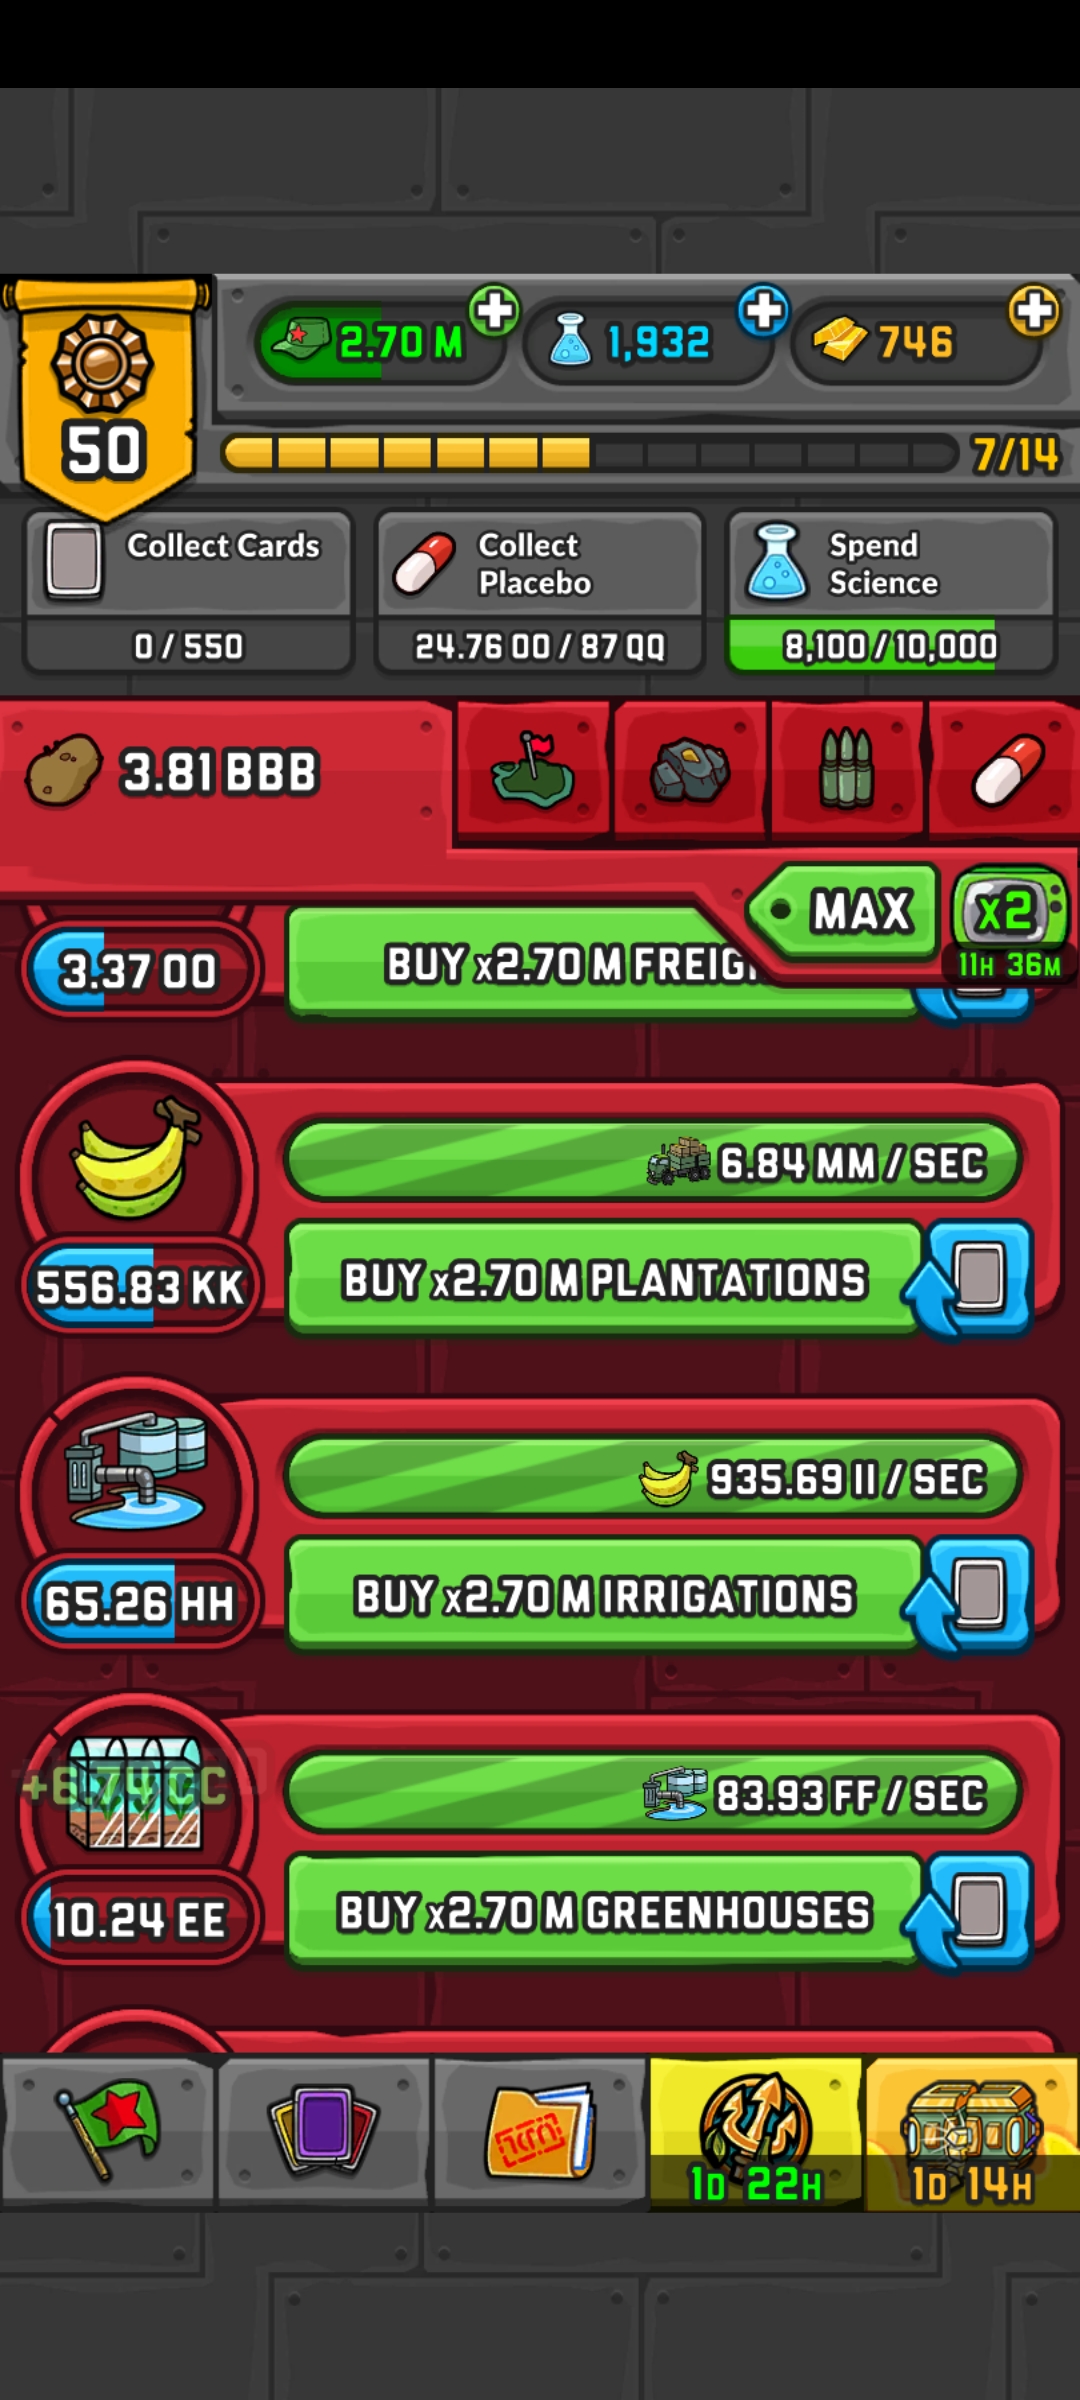 2.70 M
1,932
746
50
7/14
Collect Cards
0 / 550
Collect
Placebo
24.76 OO / 87 QQ
Spend
Science
8,100 / 10,000
3.81 BBB
MAX
x2
11H 36M
3.37 OO
BUY x2.70 M
6.84 MM / SEC
556.83 KK
BUY x2.70 M PLANTATIONS
935.69 II / SEC
65.26 HH
BUY x2.70 M IRRIGATIONS
+6.74 CC
83.93 FF / SEC
10.24 EE
BUY x2.70 M GREENHOUSES
1D 22H
1D 14H